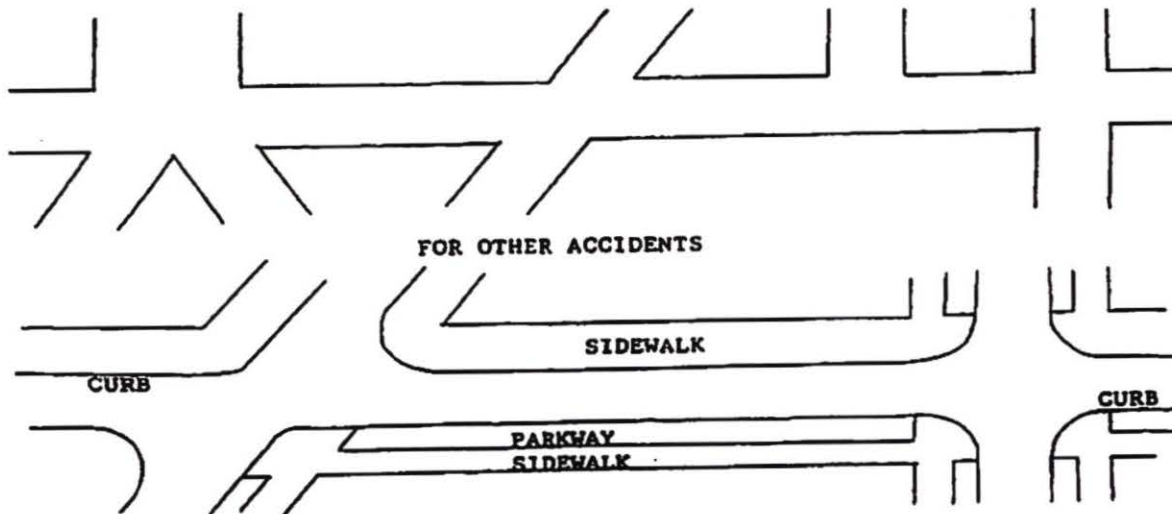 FOR OTHER ACCIDENTS
SIDEWALK
CURB
CURB
PARKWAY
SIDEWALK